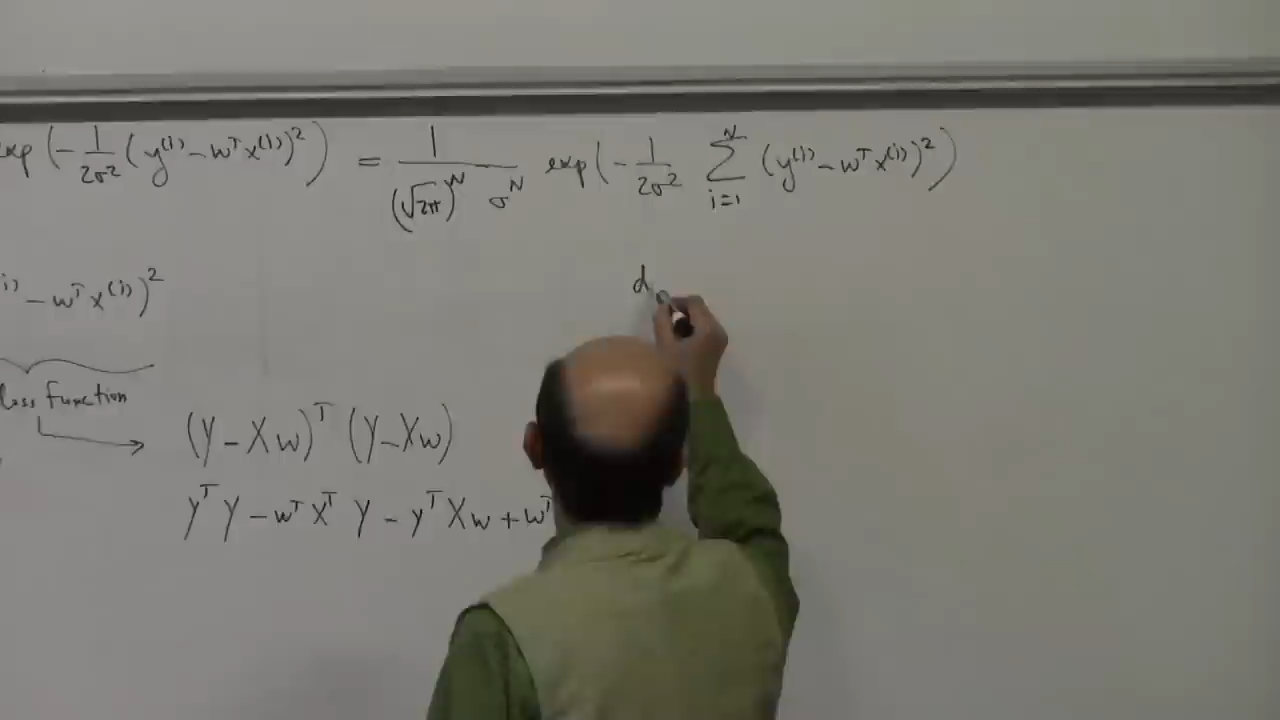 exp(-1/2σ² (y⁽ⁱ⁾ - wᵀx⁽ⁱ⁾)²) = 1/((√2π)ᴺ σᴺ) exp(-1/2σ² ∑ᵢ₌₁ᴺ (y⁽ⁱ⁾ - wᵀx⁽ⁱ⁾)²)
d
⁽ⁱ⁾ - wᵀx⁽ⁱ⁾)²
Loss Function
(Y - Xw)ᵀ (Y - Xw)
YᵀY - wᵀXᵀY - YᵀXw + wᵀ